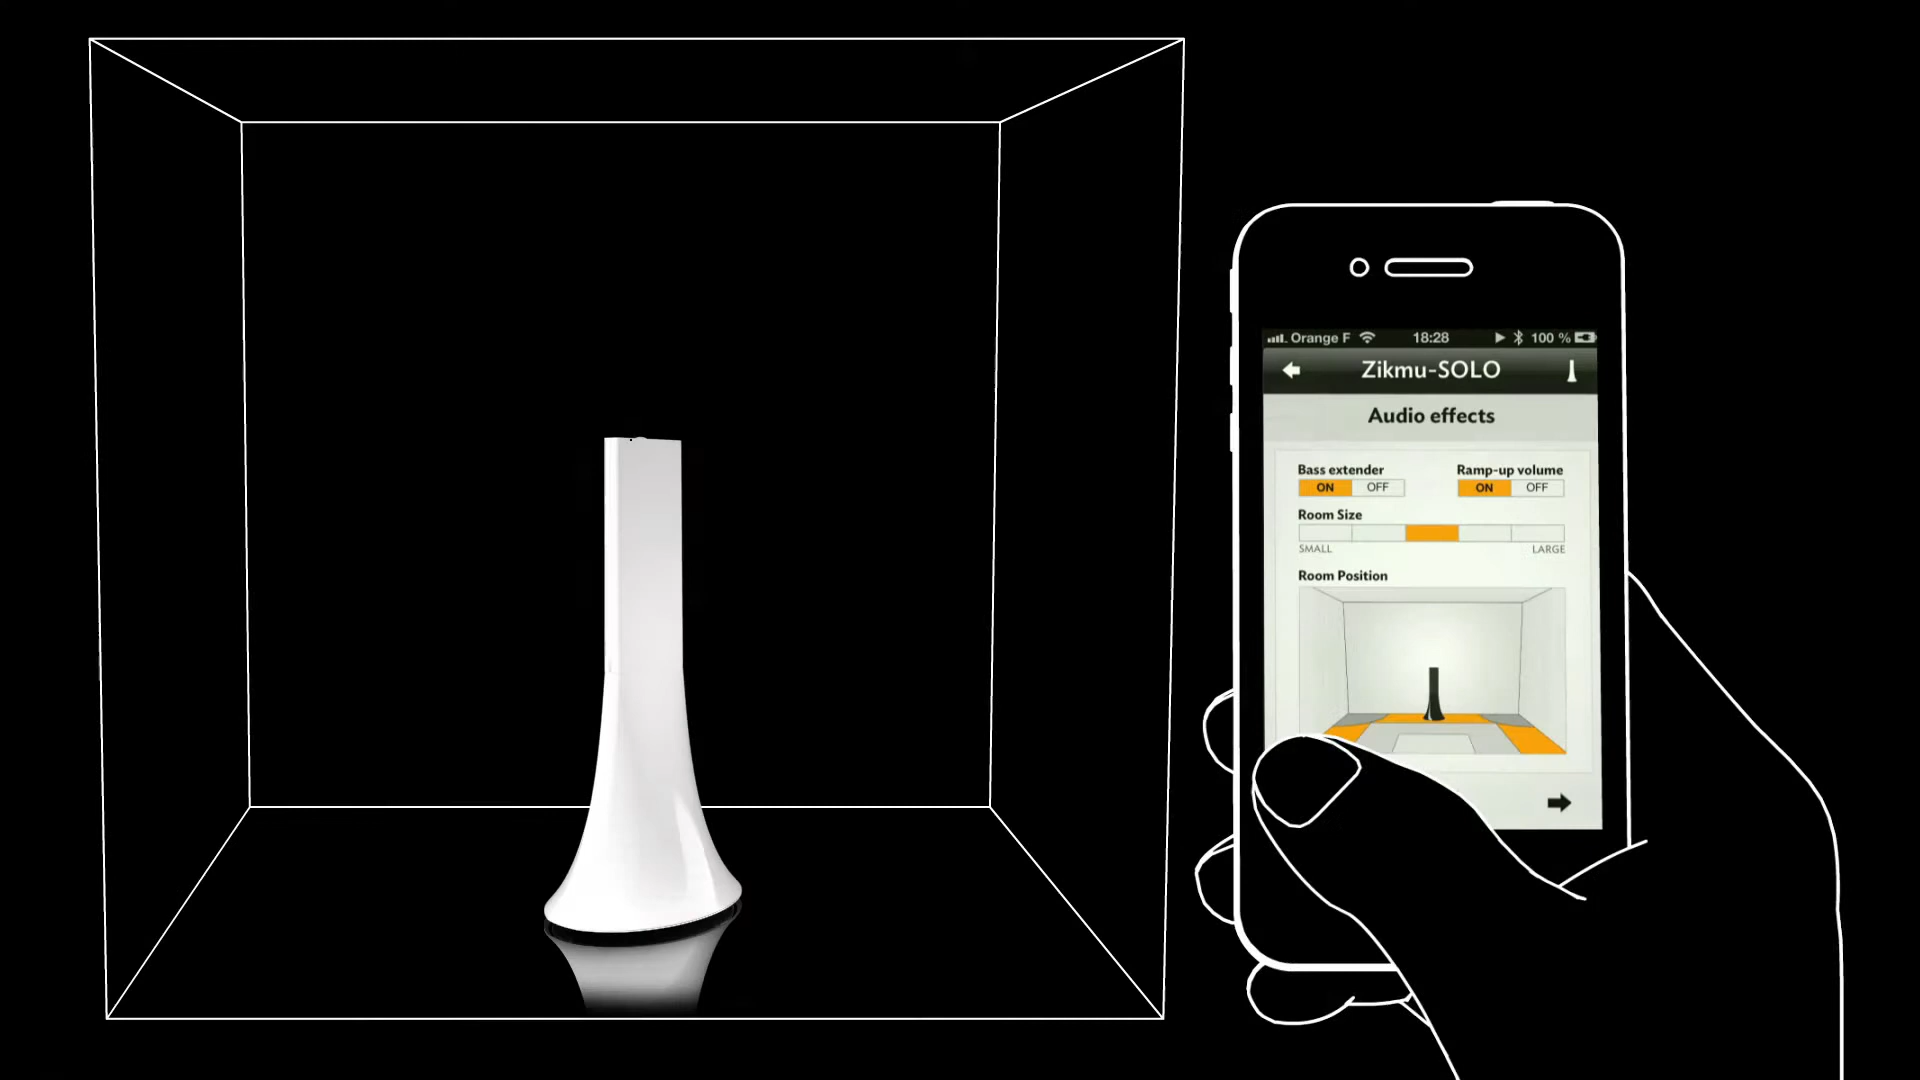 Orange F 18:28 100 %
Zikmu-SOLO
Audio effects
Bass extender Ramp-up volume
ON OFF ON OFF
Room Size
SMALL LARGE
Room Position